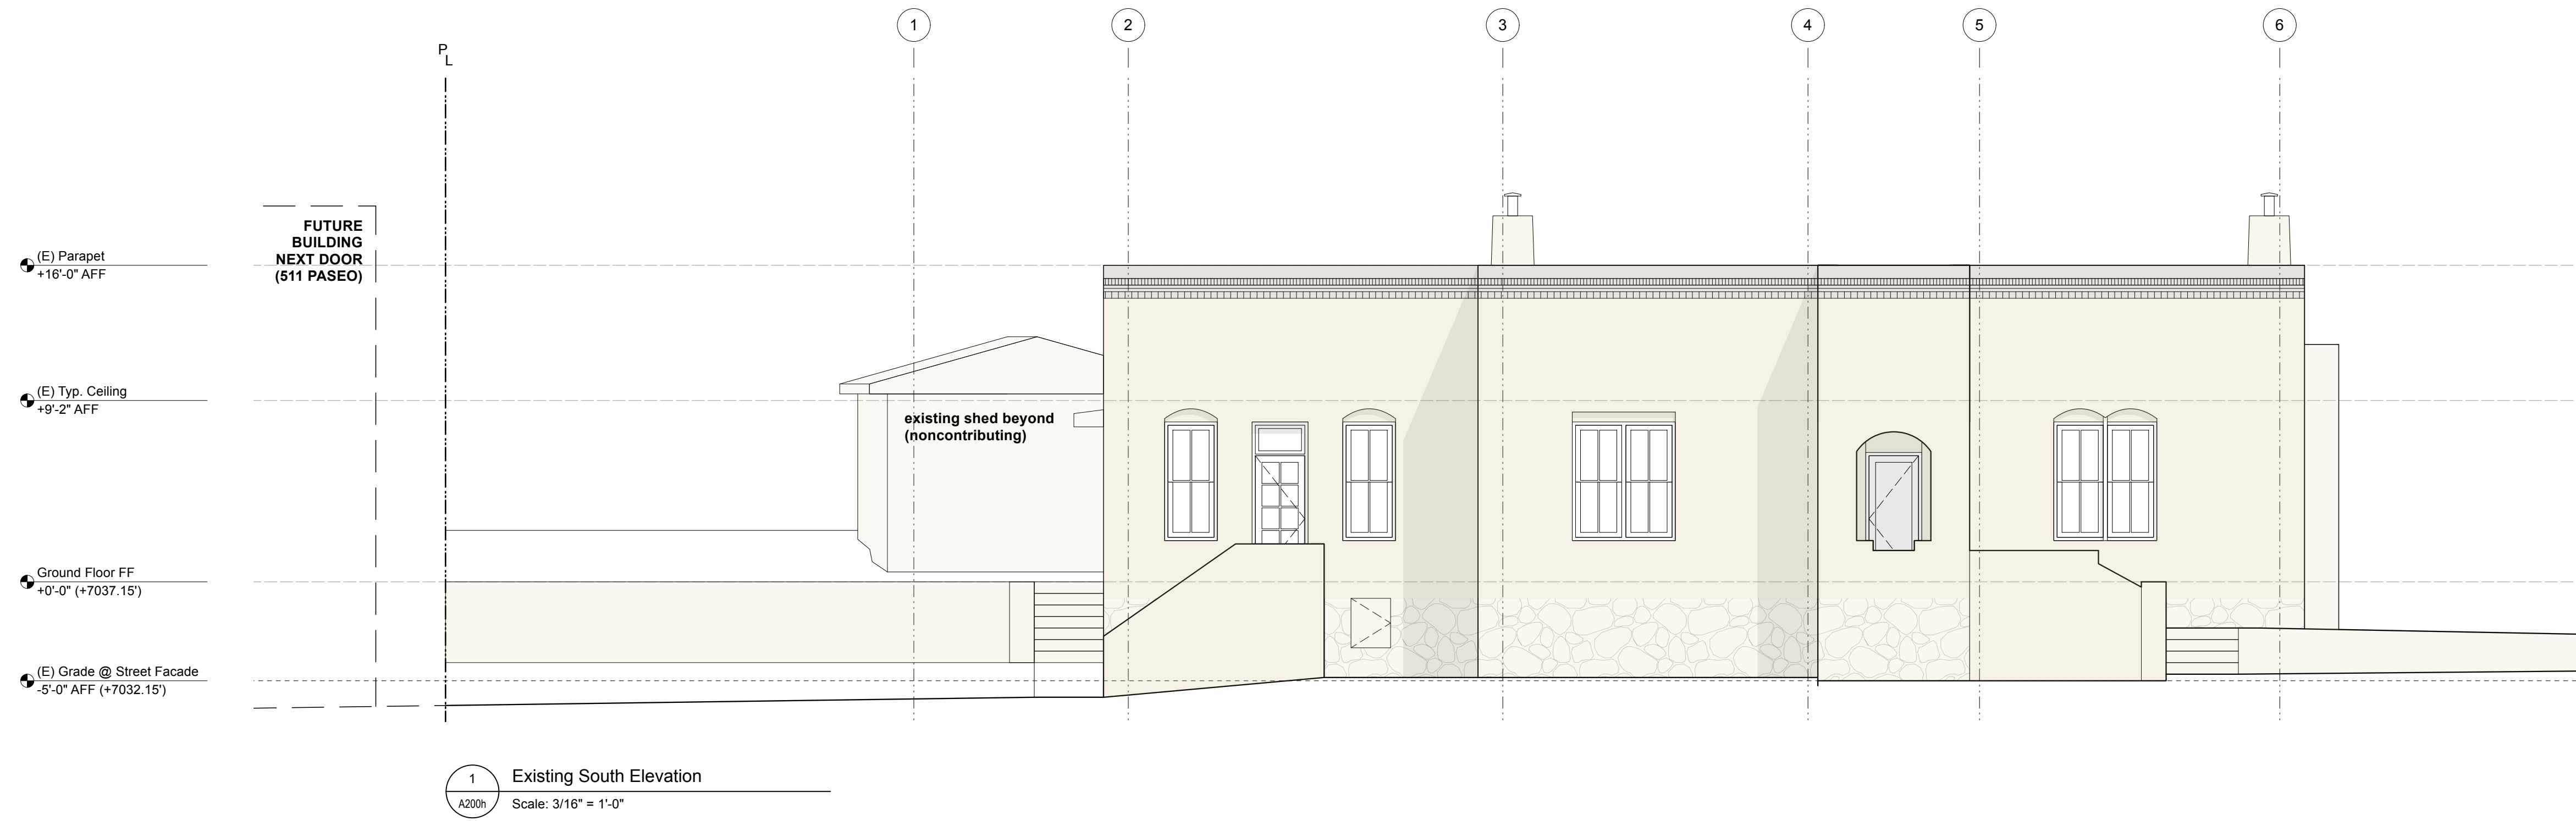 1
2
3
4
5
6
P
L
FUTURE
BUILDING
NEXT DOOR
(511 PASEO)
(E) Parapet
+16'-0" AFF
(E) Typ. Ceiling
+9'-2" AFF
existing shed beyond
(noncontributing)
Ground Floor FF
+0'-0" (+7037.15')
(E) Grade @ Street Facade
-5'-0" AFF (+7032.15')
1
A200h
Existing South Elevation
Scale: 3/16" = 1'-0"